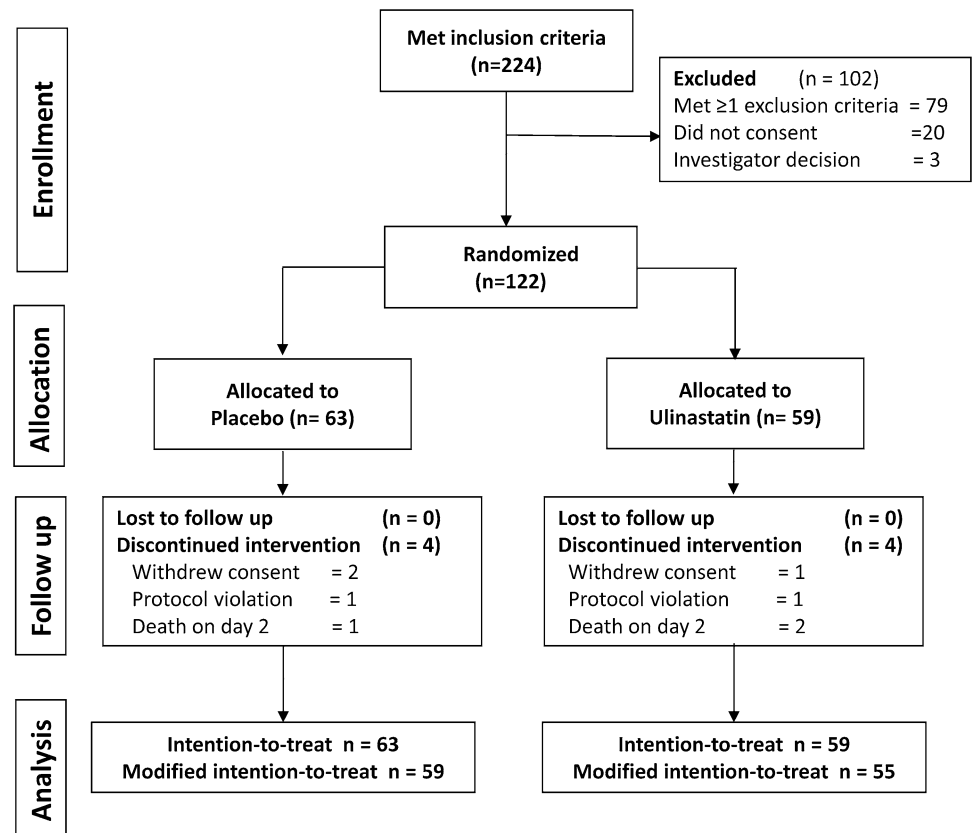 Enrollment
Met inclusion criteria
(n=224)
Excluded (n = 102)
Met ≥1 exclusion criteria = 79
Did not consent =20
Investigator decision = 3
Randomized
(n=122)
Allocation
Allocated to
Placebo (n= 63)
Allocated to
Ulinastatin (n= 59)
Follow up
Lost to follow up (n = 0)
Discontinued intervention (n = 4)
Withdrew consent = 2
Protocol violation = 1
Death on day 2 = 1
Lost to follow up (n = 0)
Discontinued intervention (n = 4)
Withdrew consent = 1
Protocol violation = 1
Death on day 2 = 2
Analysis
Intention-to-treat n = 63
Modified intention-to-treat n = 59
Intention-to-treat n = 59
Modified intention-to-treat n = 55